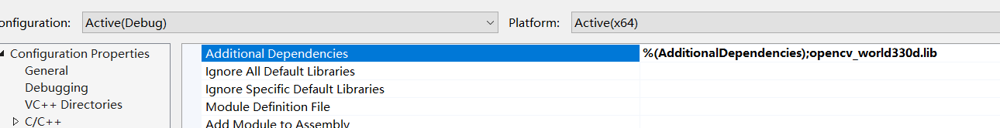 onfiguration: Active(Debug) Platform: Active(x64)
Configuration Properties
General
Debugging
VC++ Directories
C/C++
Additional Dependencies %(AdditionalDependencies);opencv_world330d.lib
Ignore All Default Libraries
Ignore Specific Default Libraries
Module Definition File
Add Module to Assembly